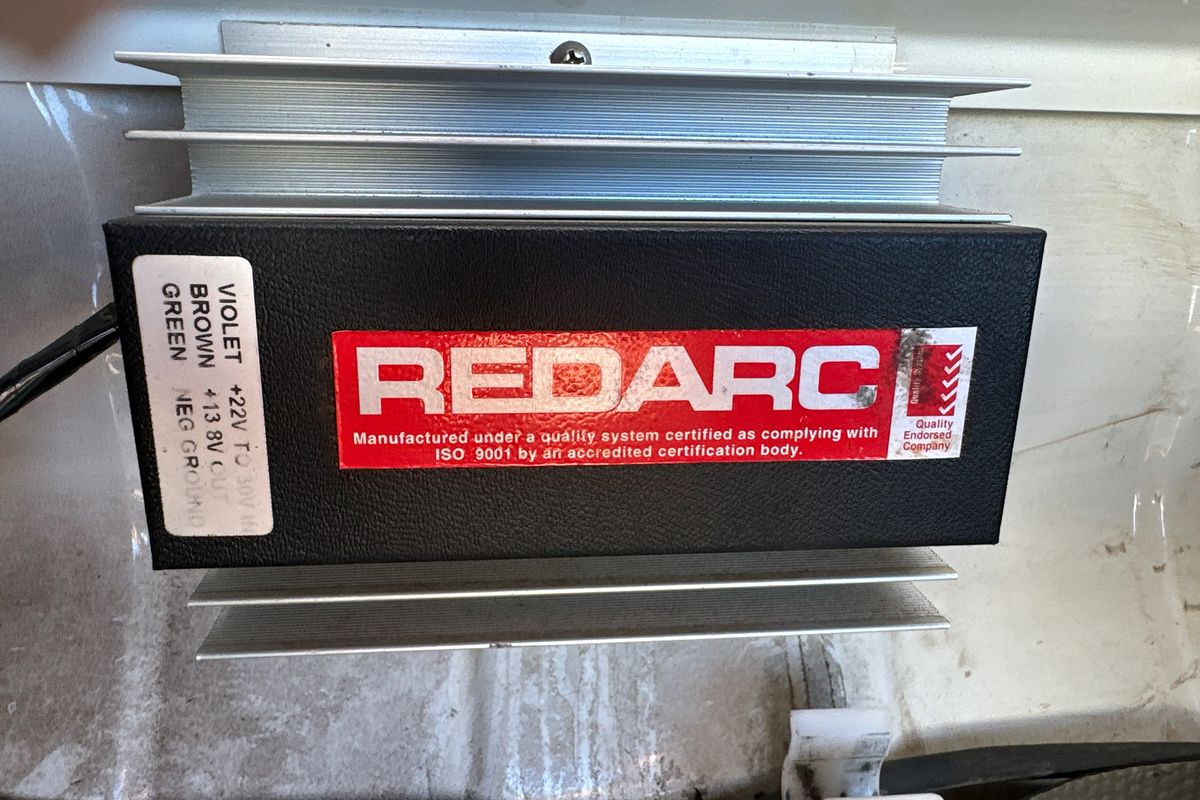 VIOLET +22V TO 30V IN
BROWN +13 8V OUT
GREEN NEG GROUND
REDARC
Manufactured under a quality system certified as complying with
ISO 9001 by an accredited certification body.
Quality
Endorsed
Company